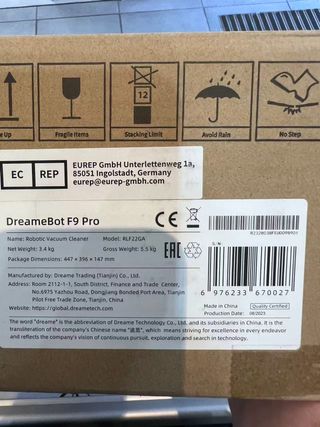 e Up
Fragile Items
12
Stacking Limit
Avoid Rain
No Step
EC REP
EUREP GmbH Unterlettenweg 1a,
85051 Ingolstadt, Germany
eurep@eurep-gmbh.com
DreameBot F9 Pro
CE
Name: Robotic Vacuum Cleaner
Model: RLF22GA
Net Weight: 3.4 kg
Gross Weight: 5.5 kg
Package Dimensions: 447 × 396 × 147 mm
EAC
S/N:
Manufactured by: Dreame Trading (Tianjin) Co., Ltd.
Address: Room 2112-1-1, South District, Finance and Trade Center,
No.6975 Yazhou Road, Dongjiang Bonded Port Area, Tianjin
Pilot Free Trade Zone, Tianjin, China
Website: https://global.dreametech.com
6 976233 670027
Made in China
Qualitiy Certified
Production Date: 08/2023
The word "dreame" is the abbreviation of Dreame Technology Co., Ltd. and its subsidiaries in China. It is the
transliteration of the company's Chinese name "追觅", which means striving for excellence in every endeavor
and reflects the company's vision of continuous pursuit, exploration and search in technology.